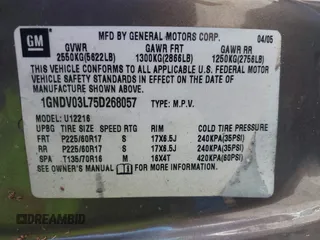 GM
MFD BY GENERAL MOTORS CORP.
04/05
GVWR GAWR FRT GAWR RR
2550KG(5622LB) 1300KG(2866LB) 1250KG(2756LB)
THIS VEHICLE CONFORMS TO ALL APPLICABLE U.S. FEDERAL MOTOR
VEHICLE SAFETY, BUMPER, AND THEFT PREVENTION STANDARDS IN
EFFECT ON THE DATE OF MANUFACTURE SHOWN ABOVE.
1GNDV03L75D268057 TYPE: M.P.V.
MODEL: U12216
TIRE SIZE SPEED RTG RIM COLD TIRE PRESSURE
FRT P225/60R17 S 17X6.5J 240KPA(35PSI)
RR P225/60R17 S 17X6.5J 240KPA(35PSI)
SPA T135/70R16 M 16X4T 420KPA(60PSI)
SEE OWNER'S MANUAL FOR MORE INFORMATION.
DREAMBID